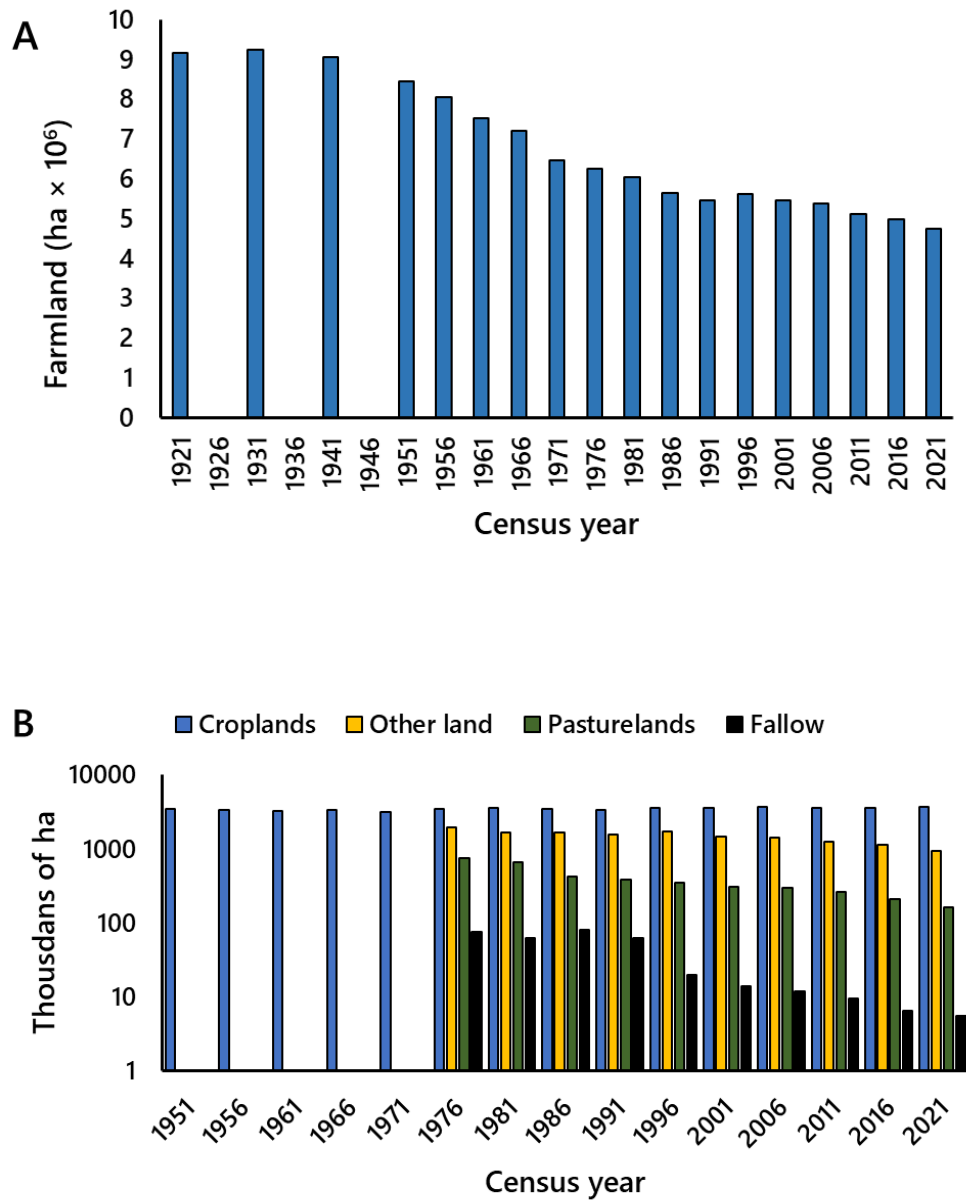 A
10
9
8
7
6
5
4
3
2
1
0
Farmland (ha × 10⁶)
1921 1926 1931 1936 1941 1946 1951 1956 1961 1966 1971 1976 1981 1986 1991 1996 2001 2006 2011 2016 2021
Census year
B
Croplands Other land Pasturelands Fallow
10000
1000
100
10
1
Thousdans of ha
1951 1956 1961 1966 1971 1976 1981 1986 1991 1996 2001 2006 2011 2016 2021
Census year